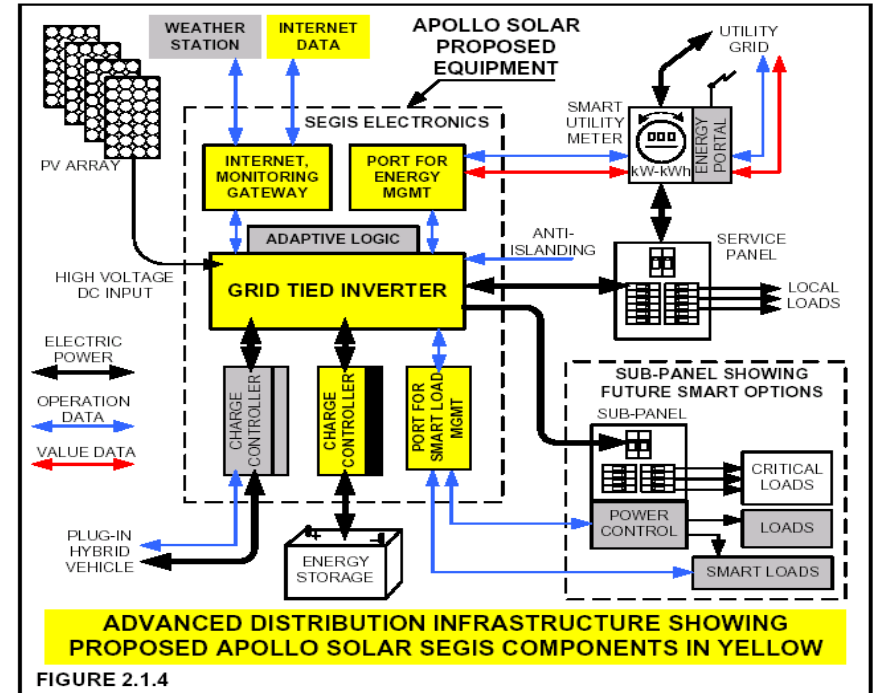 WEATHER
STATION
INTERNET
DATA
APOLLO SOLAR
PROPOSED
EQUIPMENT
UTILITY
GRID
SEGIS ELECTRONICS
SMART
UTILITY
METER
ENERGY
PORTAL
kW-kWh
PV ARRAY
INTERNET,
MONITORING
GATEWAY
PORT FOR
ENERGY
MGMT
ADAPTIVE LOGIC
ANTI-
ISLANDING
SERVICE
PANEL
HIGH VOLTAGE
DC INPUT
GRID TIED INVERTER
LOCAL
LOADS
ELECTRIC
POWER
OPERATION
DATA
VALUE DATA
CHARGE
CONTROLLER
CHARGE
CONTROLLER
PORT FOR
SMART LOAD
MGMT
SUB-PANEL SHOWING
FUTURE SMART OPTIONS
SUB-PANEL
CRITICAL
LOADS
POWER
CONTROL
LOADS
SMART LOADS
PLUG-IN
HYBRID
VEHICLE
+ -
ENERGY
STORAGE
ADVANCED DISTRIBUTION INFRASTRUCTURE SHOWING
PROPOSED APOLLO SOLAR SEGIS COMPONENTS IN YELLOW
FIGURE 2.1.4